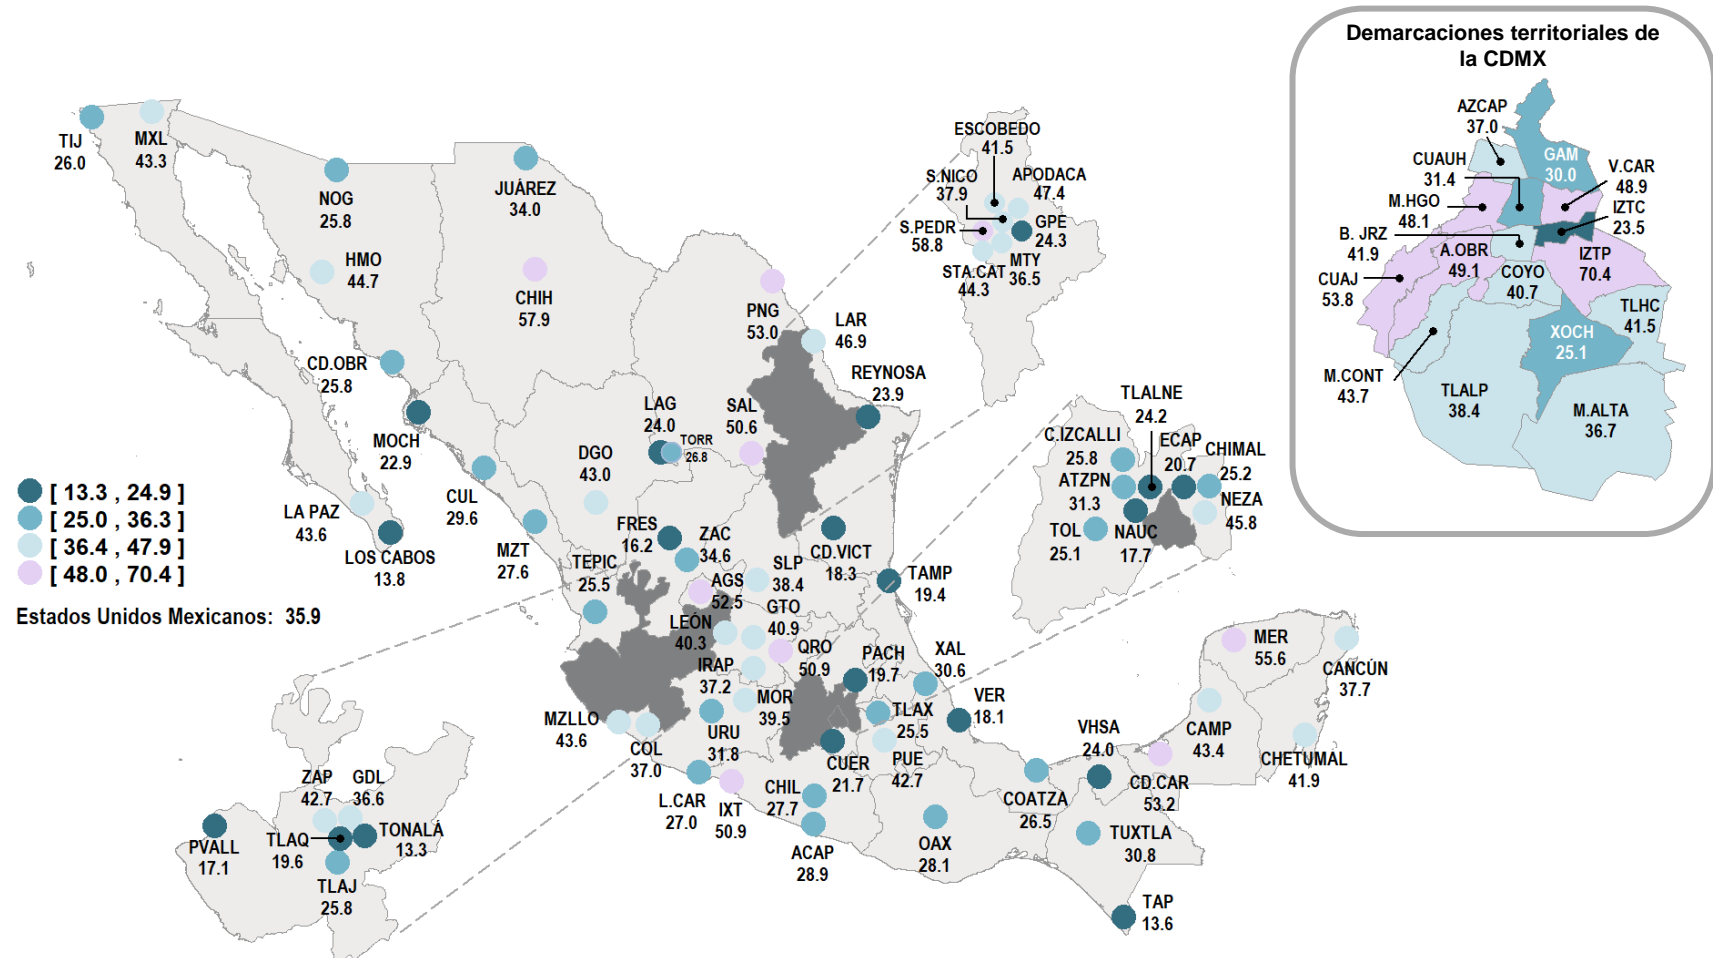 Demarcaciones territoriales de
la CDMX
AZCAP
37.0
CUAUH
31.4
GAM
30.0
V.CAR
48.9
M.HGO
48.1
IZTC
23.5
B. JRZ
41.9
A.OBR
49.1
IZTP
70.4
CUAJ
53.8
COYO
40.7
TLHC
41.5
XOCH
25.1
M.CONT
43.7
TLALP
38.4
M.ALTA
36.7
TIJ
26.0
MXL
43.3
NOG
25.8
JUÁREZ
34.0
HMO
44.7
CHIH
57.9
CD.OBR
25.8
MOCH
22.9
CUL
29.6
MZT
27.6
LA PAZ
43.6
LOS CABOS
13.8
PNG
53.0
LAR
46.9
REYNOSA
23.9
LAG
24.0
TORR
26.8
SAL
50.6
DGO
43.0
ESCOBEDO
41.5
S.NICO
37.9
APODACA
47.4
GPE
24.3
S.PEDR
58.8
MTY
36.5
STA.CAT
44.3
TLALNE
24.2
C.IZCALLI
25.8
ECAP
20.7
CHIMAL
25.2
ATZPN
31.3
NEZA
45.8
TOL
25.1
NAUC
17.7
[ 13.3 , 24.9 ]
[ 25.0 , 36.3 ]
[ 36.4 , 47.9 ]
[ 48.0 , 70.4 ]
Estados Unidos Mexicanos: 35.9
FRES
16.2
ZAC
34.6
TEPIC
25.5
AGS
52.5
SLP
38.4
CD.VICT
18.3
TAMP
19.4
LEÓN
40.3
GTO
40.9
QRO
50.9
IRAP
37.2
PACH
19.7
XAL
30.6
MOR
39.5
MZLLO
43.6
COL
37.0
URU
31.8
TLAX
25.5
VER
18.1
CUER
21.7
PUE
42.7
L.CAR
27.0
IXT
50.9
CHIL
27.7
ACAP
28.9
OAX
28.1
COATZA
26.5
VHSA
24.0
CD.CAR
53.2
CAMP
43.4
MER
55.6
CANCÚN
37.7
CHETUMAL
41.9
TUXTLA
30.8
TAP
13.6
ZAP
42.7
GDL
36.6
PVALL
17.1
TLAQ
19.6
TONALÁ
13.3
TLAJ
25.8